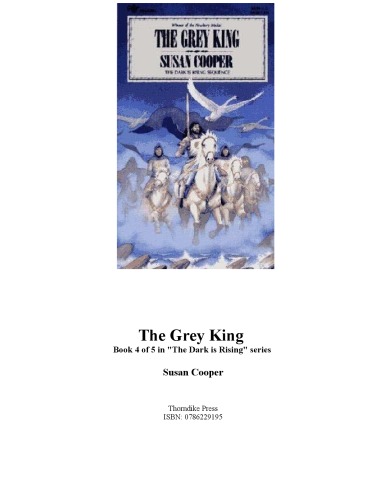 Winner of the Newbery Medal
THE GREY KING
SUSAN COOPER
THE DARK IS RISING SEQUENCE
The Grey King
Book 4 of 5 in "The Dark is Rising" series
Susan Cooper
Thorndike Press
ISBN: 0786229195